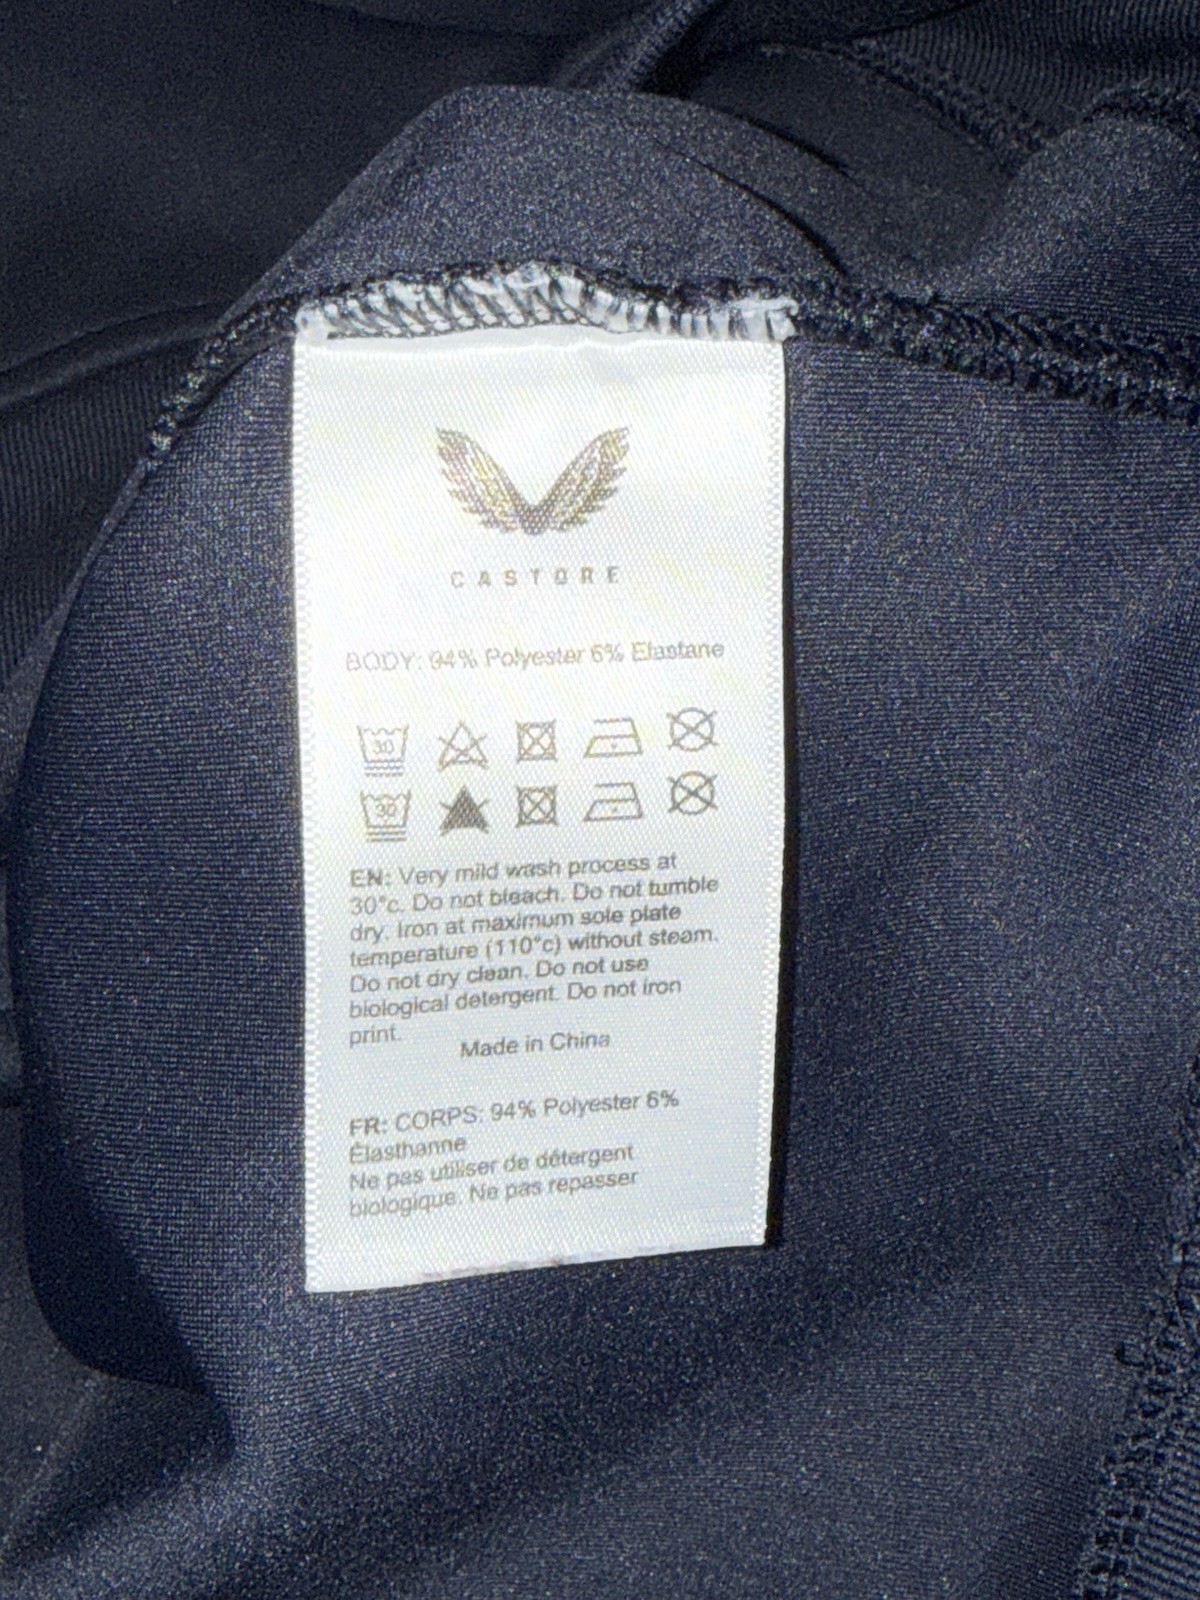 CASTORE
BODY: 94% Polyester 6% Elastane
30
30
EN: Very mild wash process at
30°c. Do not bleach. Do not tumble
dry. Iron at maximum sole plate
temperature (110°c) without steam.
Do not dry clean. Do not use
biological detergent. Do not iron
print.
Made in China
FR: CORPS: 94% Polyester 6%
Élasthanne
Ne pas utiliser de détergent
biologique. Ne pas repasser